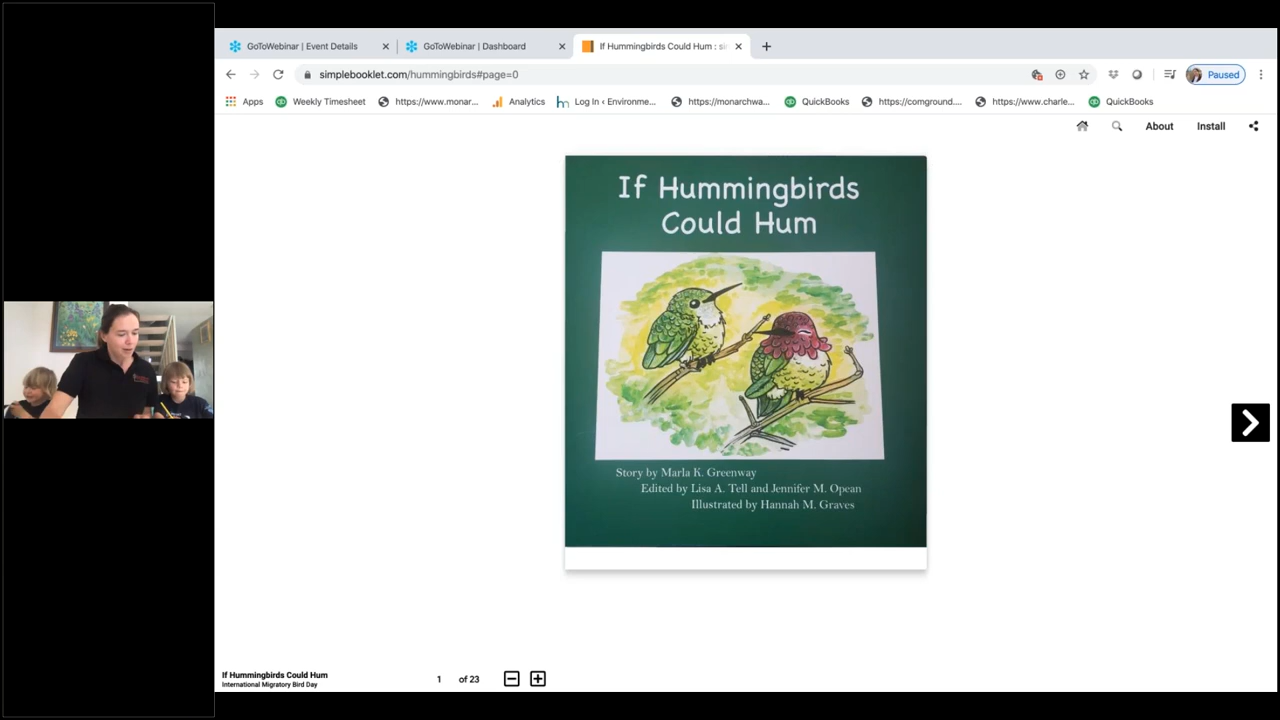 GoToWebinar | Event Details
GoToWebinar | Dashboard
If Hummingbirds Could Hum : si
simplebooklet.com/hummingbirds#page=0
Paused
Apps
Weekly Timesheet
https://www.monar...
Analytics
Log In ‹ Environme...
https://monarchwa...
QuickBooks
https://comground....
https://www.charle...
QuickBooks
About
Install
If Hummingbirds
Could Hum
Story by Marla K. Greenway
Edited by Lisa A. Tell and Jennifer M. Opean
Illustrated by Hannah M. Graves
If Hummingbirds Could Hum
International Migratory Bird Day
1 of 23